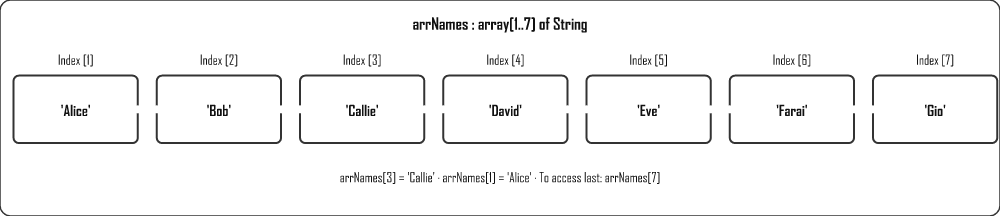 arrNames : array[1..7] of String
Index [1] Index [2] Index [3] Index [4] Index [5] Index [6] Index [7]
'Alice' 'Bob' 'Callie' 'David' 'Eve' 'Farai' 'Gio'
arrNames[3] = 'Callie' · arrNames[1] = 'Alice' · To access last: arrNames[7]